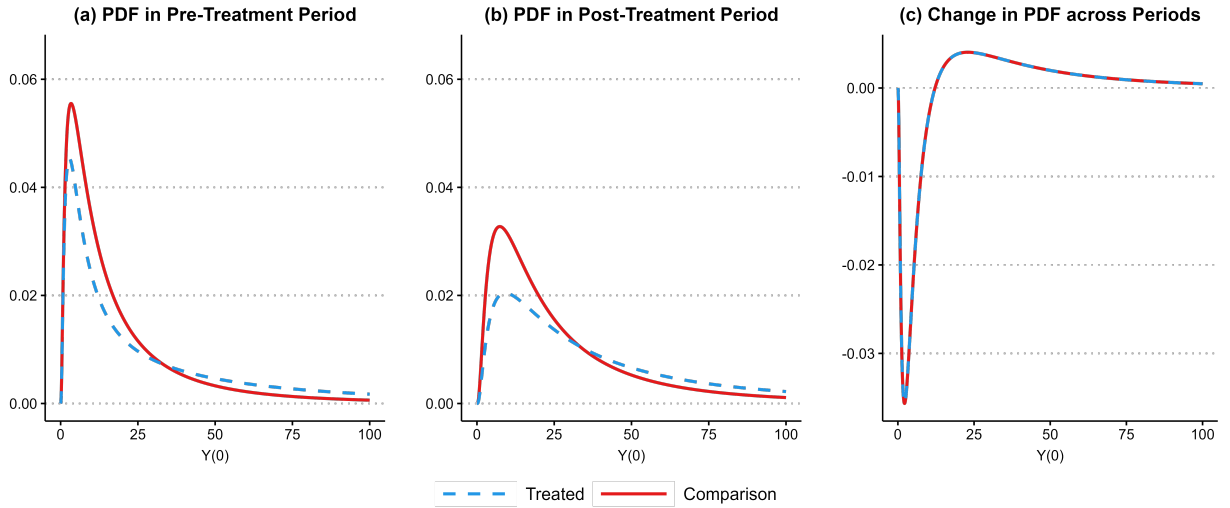 (a) PDF in Pre-Treatment Period
0.06
0.04
0.02
0.00
0 25 50 75 100
Y(0)
(b) PDF in Post-Treatment Period
0.06
0.04
0.02
0.00
0 25 50 75 100
Y(0)
(c) Change in PDF across Periods
0.00
-0.01
-0.02
-0.03
0 25 50 75 100
Y(0)
Treated Comparison